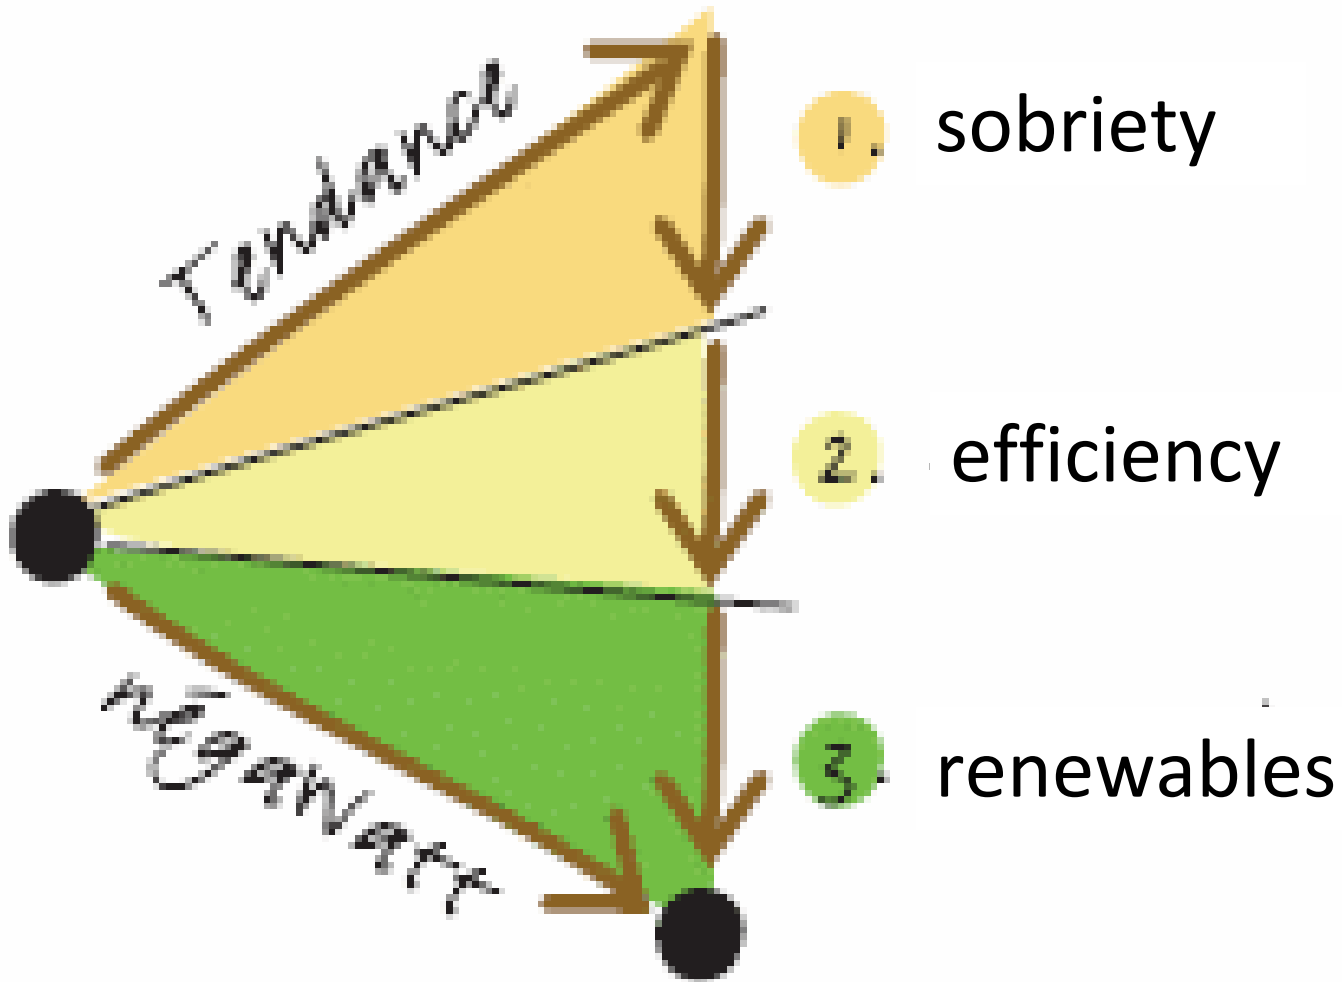 Tendance
1. sobriety
2. efficiency
3. renewables
négawatt